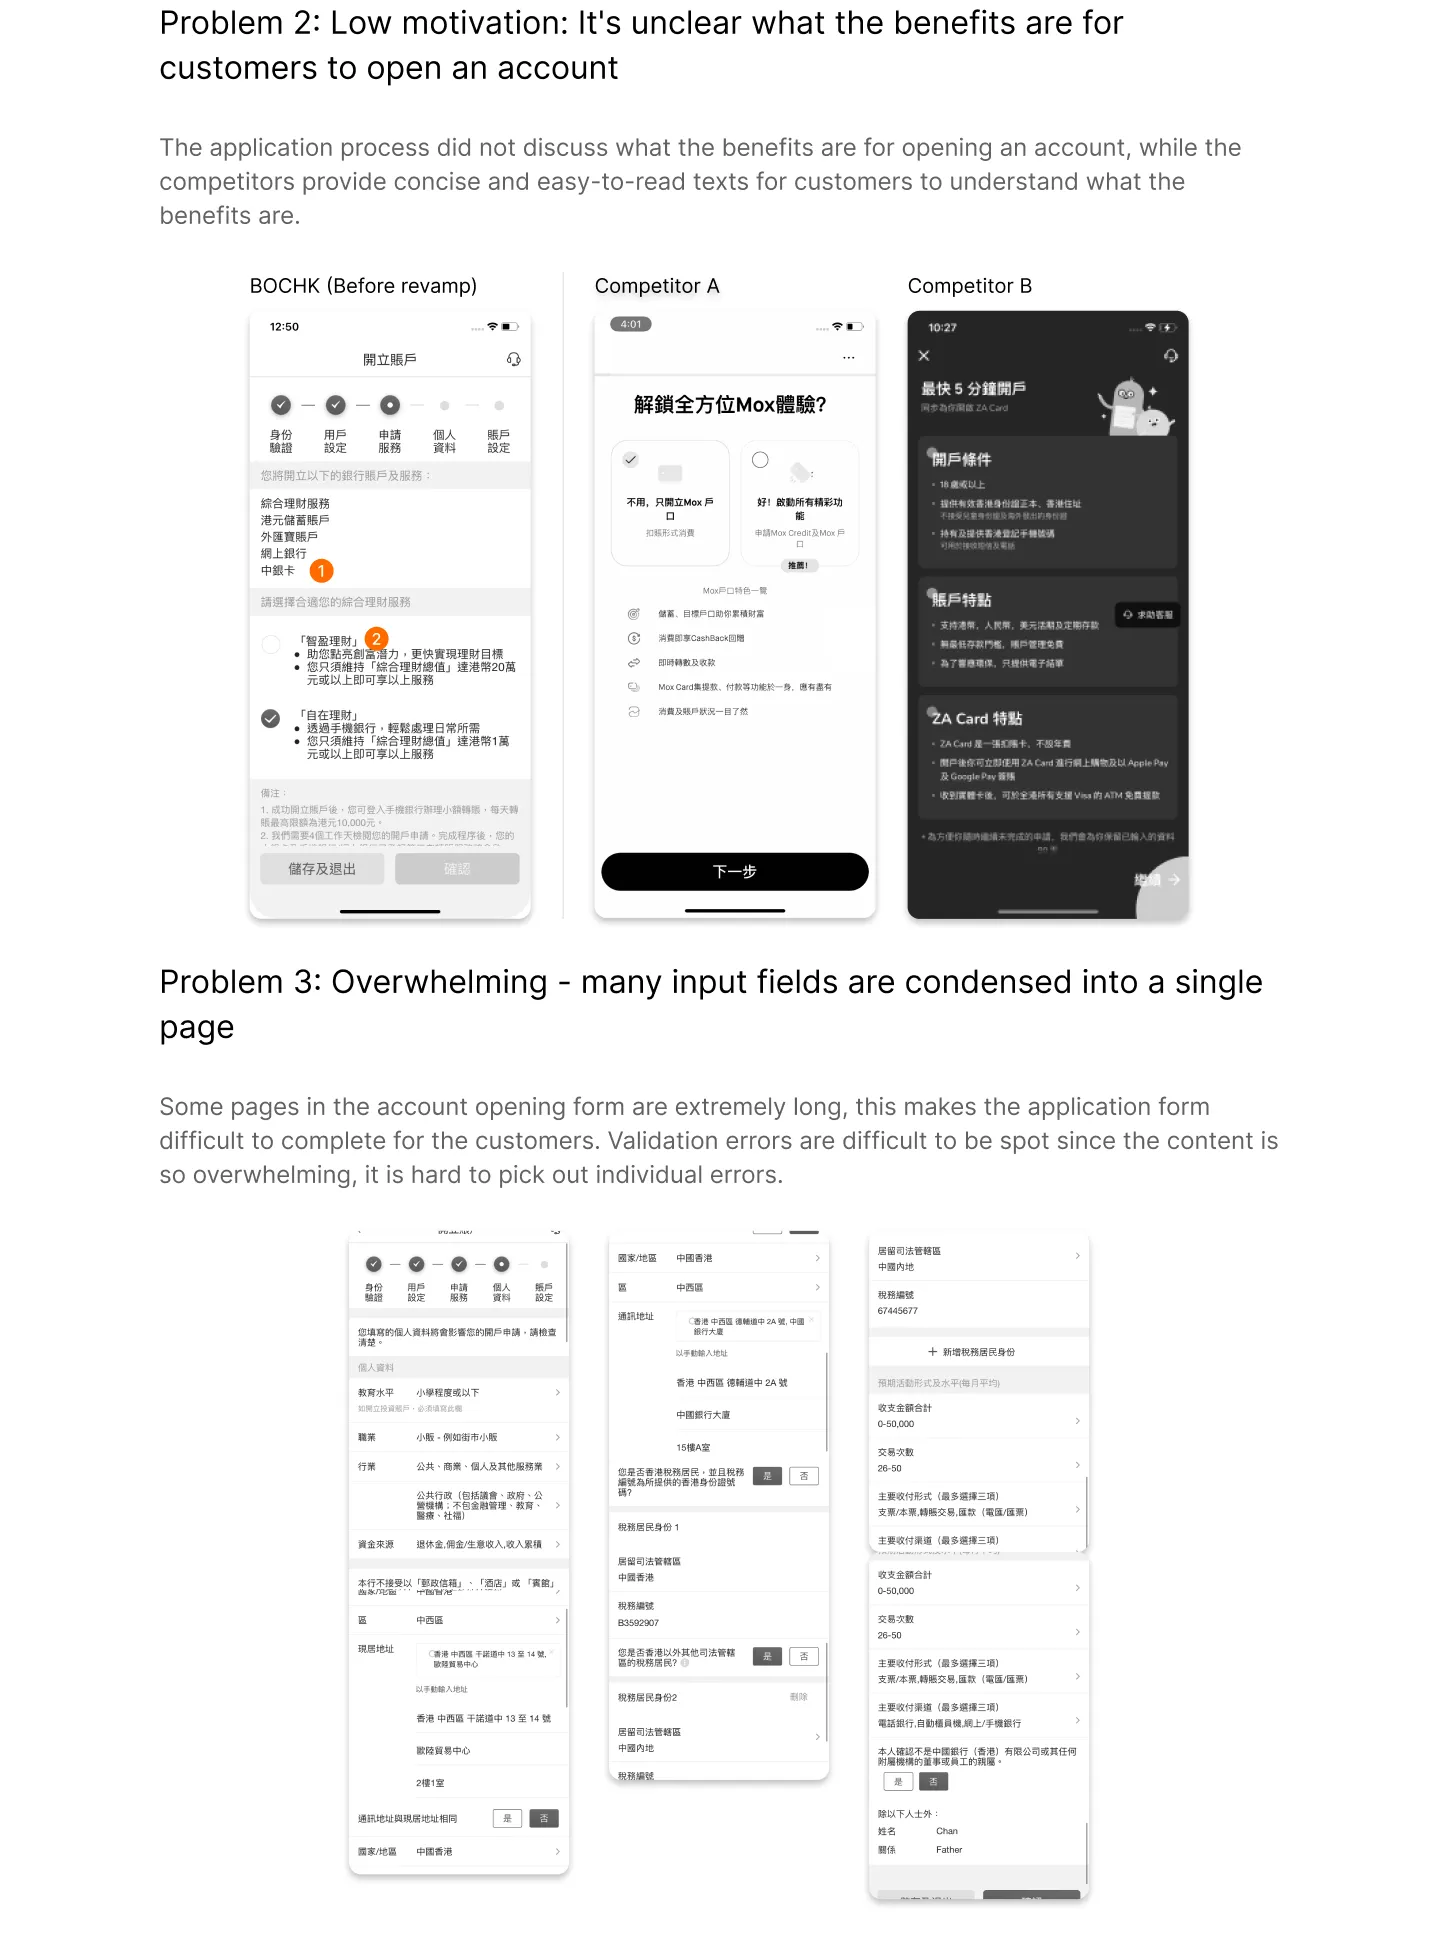 Problem 2: Low motivation: It's unclear what the benefits are for
customers to open an account
The application process did not discuss what the benefits are for opening an account, while the
competitors provide concise and easy-to-read texts for customers to understand what the
benefits are.
BOCHK (Before revamp)
12:50
開立賬戶
身份
驗證
用戶
設定
申請
服務
個人
資料
賬戶
設定
您將開立以下的銀行賬戶及服務：
綜合理財服務
港元儲蓄賬戶
外匯寶賬戶
網上銀行
中銀卡
1
請選擇合適您的綜合理財服務
「智盈理財」
2
• 助您點亮創富潛力，更快實現理財目標
• 您只須維持「綜合理財總值」達港幣20萬
元或以上即可享以上服務
「自在理財」
• 透過手機銀行，輕鬆處理日常所需
• 您只須維持「綜合理財總值」達港幣1萬
元或以上即可享以上服務
備注：
1. 成功開立賬戶後，您可登入手機銀行辦理小額轉賬，每天轉
賬最高限額為港元10,000元。
2. 我們需要4個工作天檢閱您的開戶申請。完成程序後，您的
儲存及退出
確認
Competitor A
4:01
解鎖全方位Mox體驗?
不用，只開立Mox 戶
口
扣賬形式消費
好！啟動所有精彩功
能
申請Mox Credit及Mox 戶
口
推薦！
Mox戶口特色一覽
儲蓄、目標戶口助你累積財富
消費即享CashBack回贈
即時轉數及收款
Mox Card集提款、付款等功能於一身，應有盡有
消費及賬戶狀況一目了然
下一步
Competitor B
10:27
最快 5 分鐘開戶
同步為你開啟 ZA Card
開戶條件
• 18 歲或以上
• 提供有效香港身份證正本、香港住址
不接受兒童身份證及海外發出的身份證
• 持有及提供香港登記手機號碼
可用於接收短信及電話
賬戶特點
• 支持港幣、人民幣、美元活期及定期存款
• 無最低存款門檻，賬戶管理免費
• 為了響應環保，只提供電子結單
求助客服
ZA Card 特點
• ZA Card 是一張扣賬卡，不設年費
• 開戶後你可立即使用 ZA Card 進行網上購物及以 Apple Pay
及 Google Pay 簽賬
• 收到實體卡後，可於全港所有支援 Visa 的 ATM 免費提款
• 為方便你隨時繼續未完成的申請，我們會為你保留已輸入的資料
90 天
繼續
Problem 3: Overwhelming - many input fields are condensed into a single
page
Some pages in the account opening form are extremely long, this makes the application form
difficult to complete for the customers. Validation errors are difficult to be spot since the content is
so overwhelming, it is hard to pick out individual errors.
身份
驗證
用戶
設定
申請
服務
個人
資料
賬戶
設定
您填寫的個人資料將會影響您的開戶申請，請檢查
清楚。
個人資料
教育水平 小學程度或以下
如開立投資賬戶，必須填寫此欄
職業 小販 - 例如街市小販
行業 公共、商業、個人及其他服務業
公共行政（包括議會、政府、公
營機構；不包金融管理、教育、
醫療、社福）
資金來源 退休金,佣金/生意收入,收入累積
本行不接受以「郵政信箱」、「酒店」或 「賓館」
區 中西區
現居地址 香港 中西區 干諾道中 13 至 14 號,
歐陸貿易中心
以手動輸入地址
香港 中西區 干諾道中 13 至 14 號
歐陸貿易中心
2樓1室
通訊地址與現居地址相同 是 否
國家/地區 中國香港
國家/地區 中國香港
區 中西區
通訊地址 香港 中西區 德輔道中 2A 號, 中國
銀行大廈
以手動輸入地址
香港 中西區 德輔道中 2A 號
中國銀行大廈
15樓A室
您是否香港稅務居民，並且稅務
編號為所提供的香港身份證號
碼?
是 否
稅務居民身份 1
居留司法管轄區
中國香港
稅務編號
B3592907
您是否香港以外其他司法管轄
區的稅務居民?
是 否
稅務居民身份2 刪除
居留司法管轄區
中國內地
稅務編號
居留司法管轄區
中國內地
稅務編號
67445677
+ 新增稅務居民身份
預期活動形式及水平(每月平均)
收支金額合計
0-50,000
交易次數
26-50
主要收付形式（最多選擇三項）
支票/本票,轉賬交易,匯款（電匯/匯票）
主要收付渠道（最多選擇三項）
收支金額合計
0-50,000
交易次數
26-50
主要收付形式（最多選擇三項）
支票/本票,轉賬交易,匯款（電匯/匯票）
主要收付渠道（最多選擇三項）
電話銀行,自動櫃員機,網上/手機銀行
本人確認不是中國銀行（香港）有限公司或其任何
附屬機構的董事或員工的親屬。
是 否
除以下人士外：
姓名 Chan
關係 Father